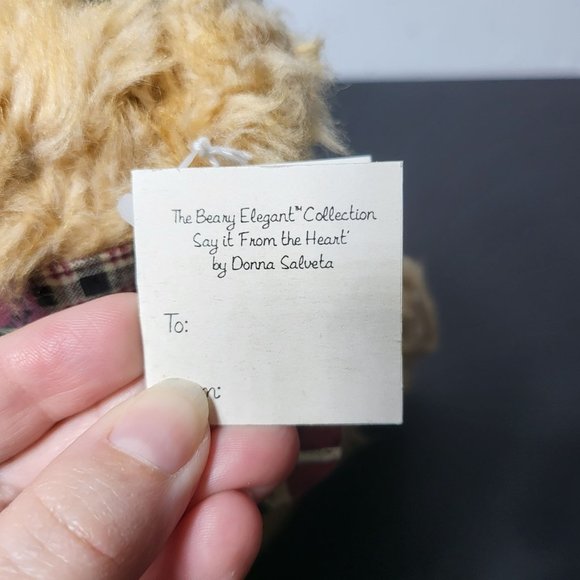 The Beary Elegant™ Collection
Say it From the Heart'
by Donna Salveta
To:
m: